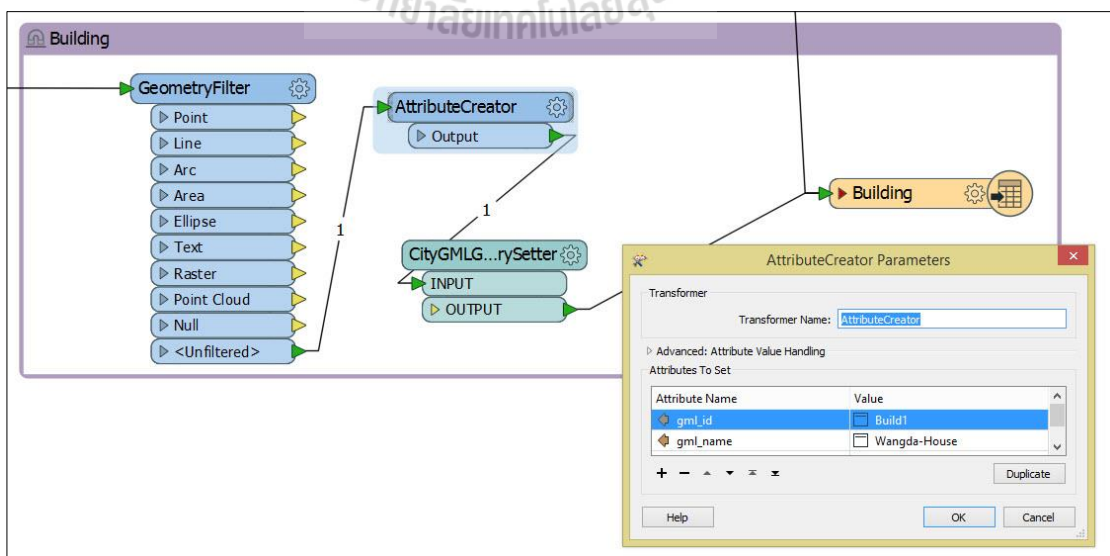 Building
GeometryFilter
Point
Line
Arc
Area
Ellipse
Text
Raster
Point Cloud
Null
<Unfiltered>
1
AttributeCreator
Output
1
CityGMLG...rySetter
INPUT
OUTPUT
Building
AttributeCreator Parameters
Transformer
Transformer Name: AttributeCreator
Advanced: Attribute Value Handling
Attributes To Set
Attribute Name Value
gml_id Build1
gml_name Wangda-House
Duplicate
Help OK Cancel